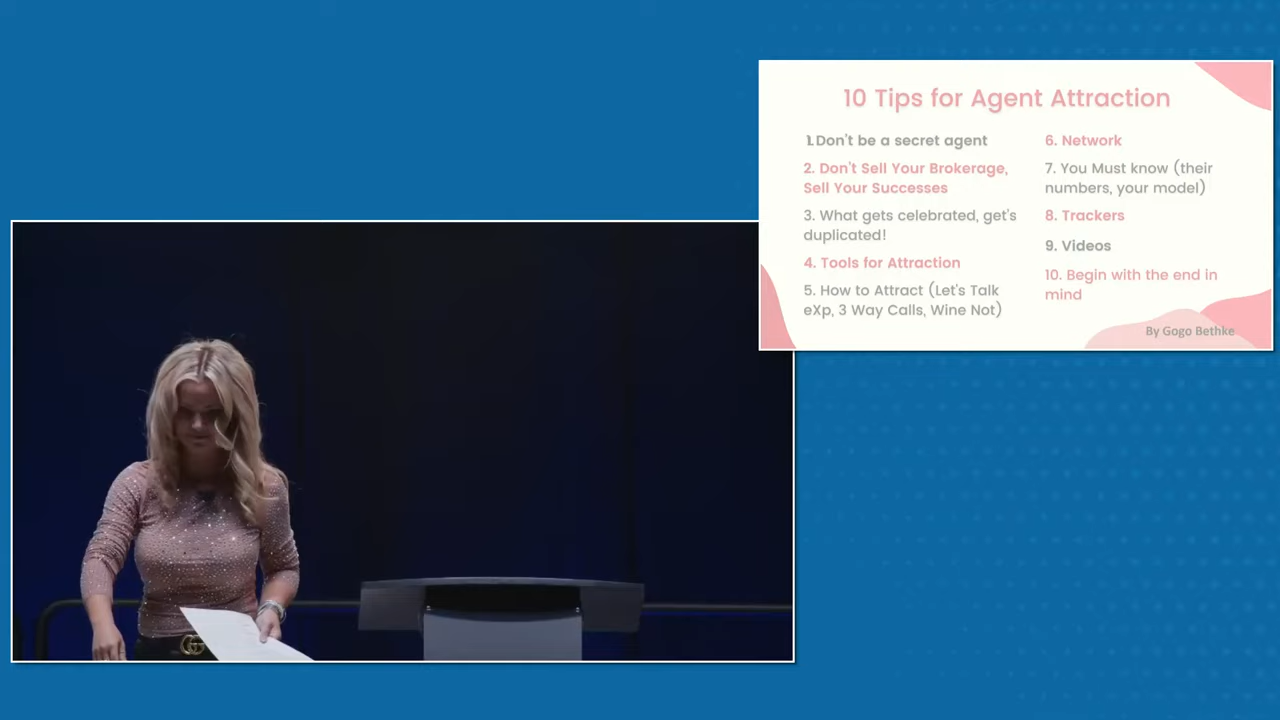 10 Tips for Agent Attraction
1. Don't be a secret agent
2. Don't Sell Your Brokerage,
Sell Your Successes
3. What gets celebrated, get's
duplicated!
4. Tools for Attraction
5. How to Attract (Let's Talk
eXp, 3 Way Calls, Wine Not)
6. Network
7. You Must know (their
numbers, your model)
8. Trackers
9. Videos
10. Begin with the end in
mind
By Gogo Bethke